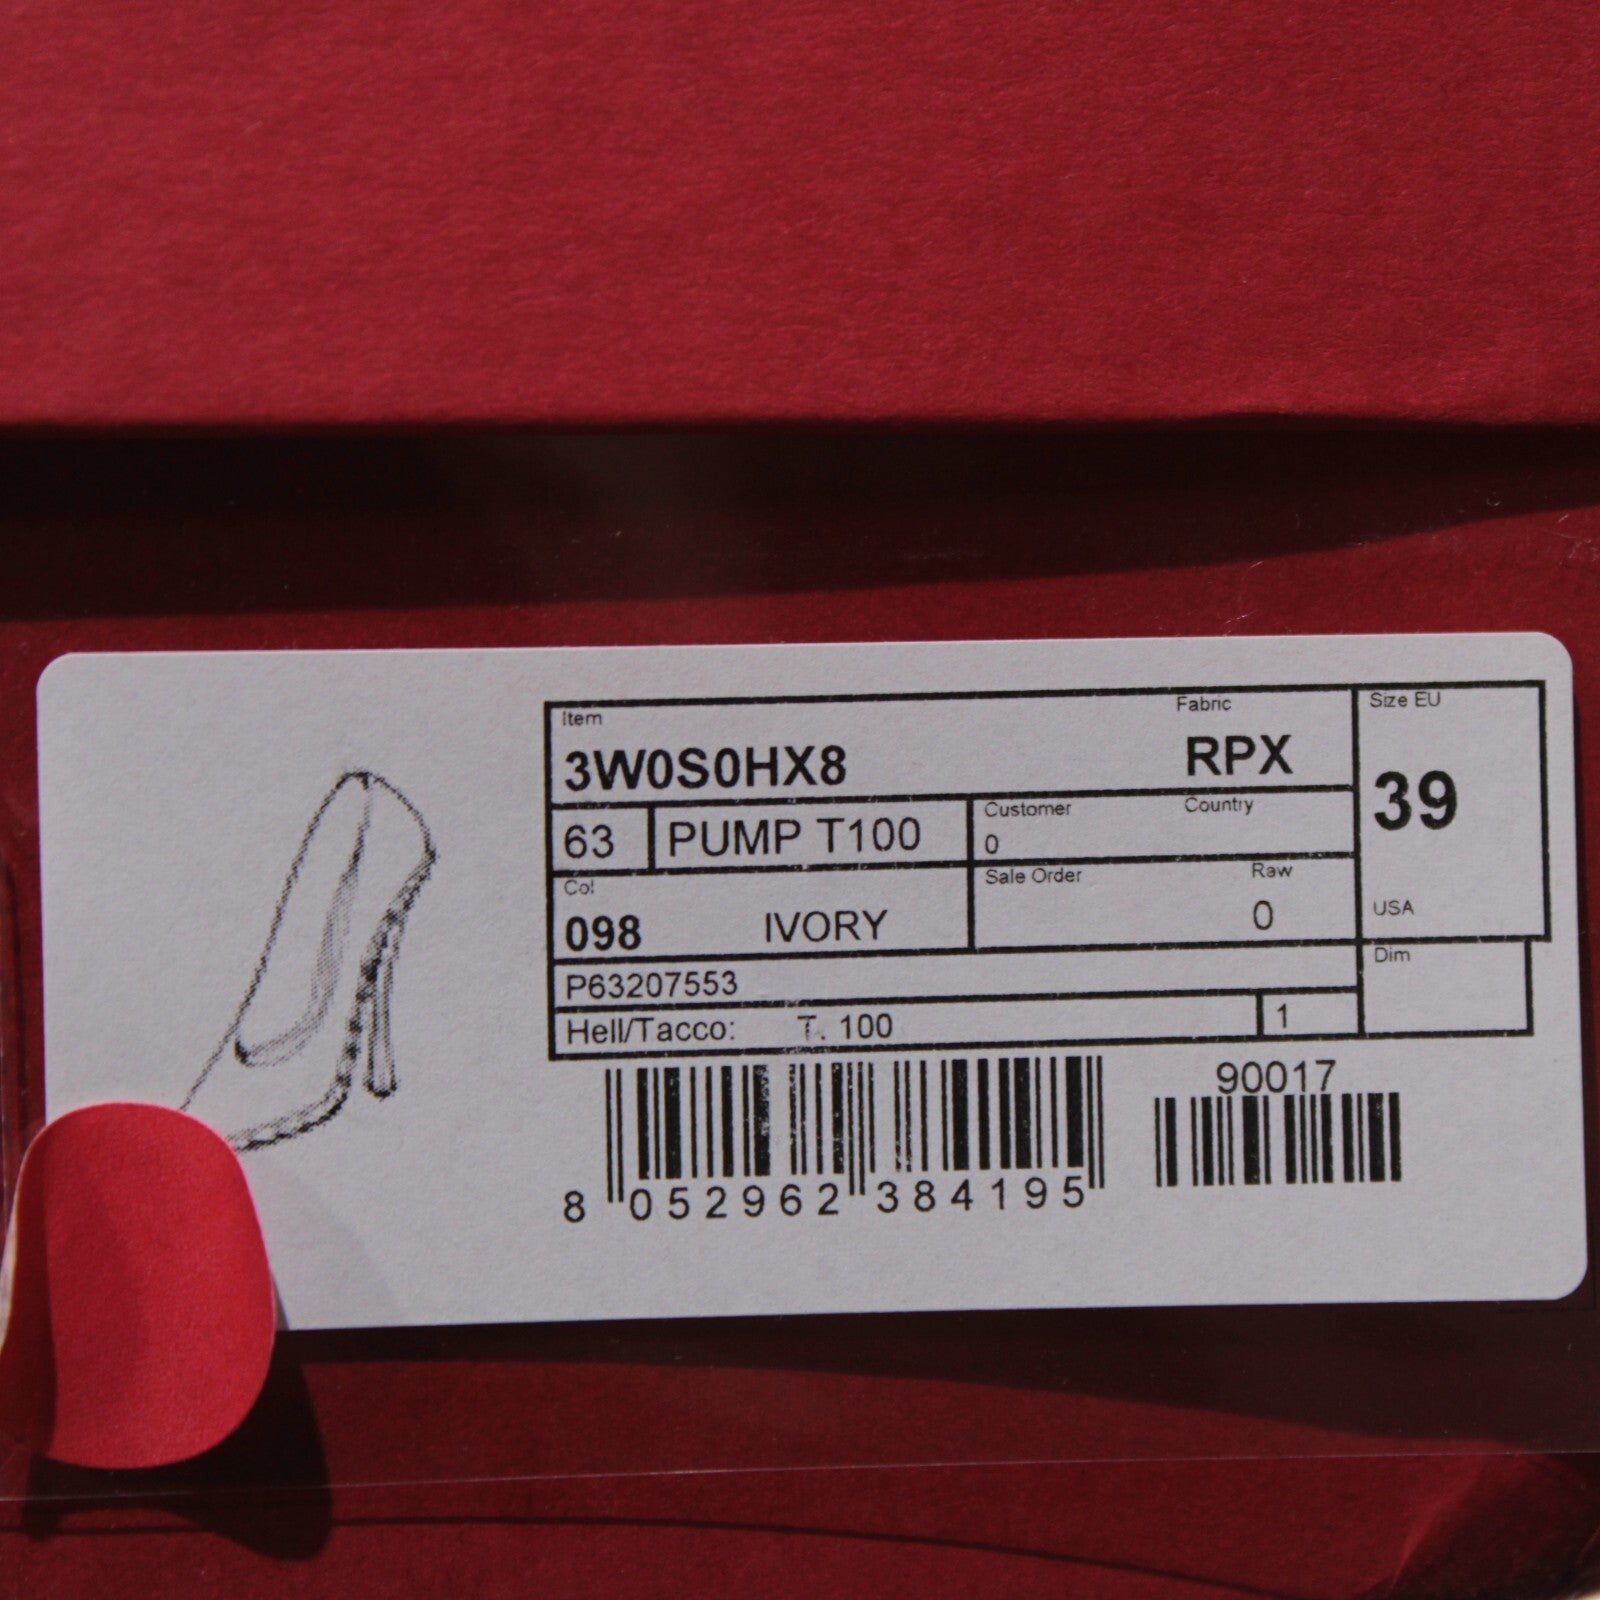 Item Fabric Size EU
3W0S0HX8 RPX 39
63 PUMP T100 Customer Country
0
Col Sale Order Raw
098 IVORY 0 USA
P63207553 Dim
Hell/Tacco: T. 100 1
90017
8 052962 384195